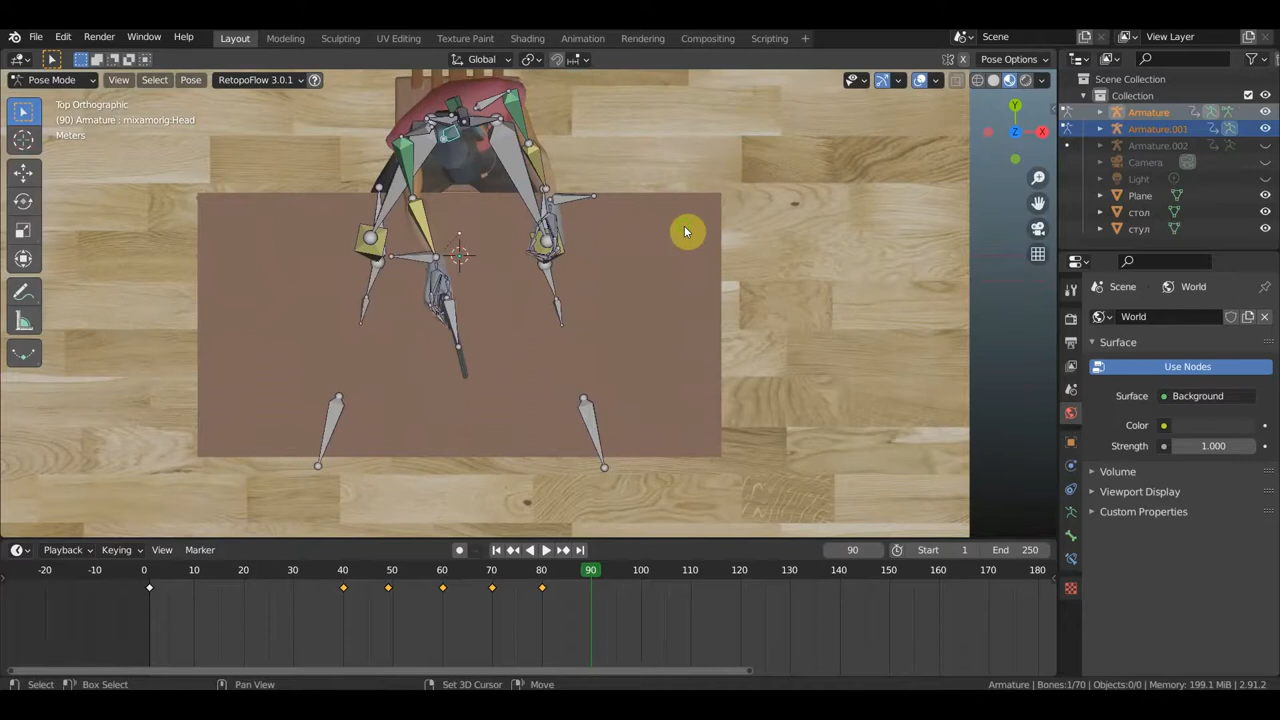 File Edit Render Window Help Layout Modeling Sculpting UV Editing Texture Paint Shading Animation Rendering Compositing Scripting + Scene View Layer
Global Pose Options
Pose Mode View Select Pose RetopoFlow 3.0.1
Scene Collection
Collection
Armature
Armature.001
Armature.002
Camera
Light
Plane
стол
стул
Top Orthographic
(90) Armature : mixamorig:Head
Meters
Y
Z X
Scene World
World
Surface
Use Nodes
Surface Background
Color
Strength 1.000
Volume
Viewport Display
Custom Properties
Playback Keying View Marker 90 Start 1 End 250
-20 -10 0 10 20 30 40 50 60 70 80 90 100 110 120 130 140 150 160 170 180
Select Box Select Pan View Set 3D Cursor Move Armature | Bones:1/70 | Objects:0/0 | Memory: 199.1 MiB | 2.91.2